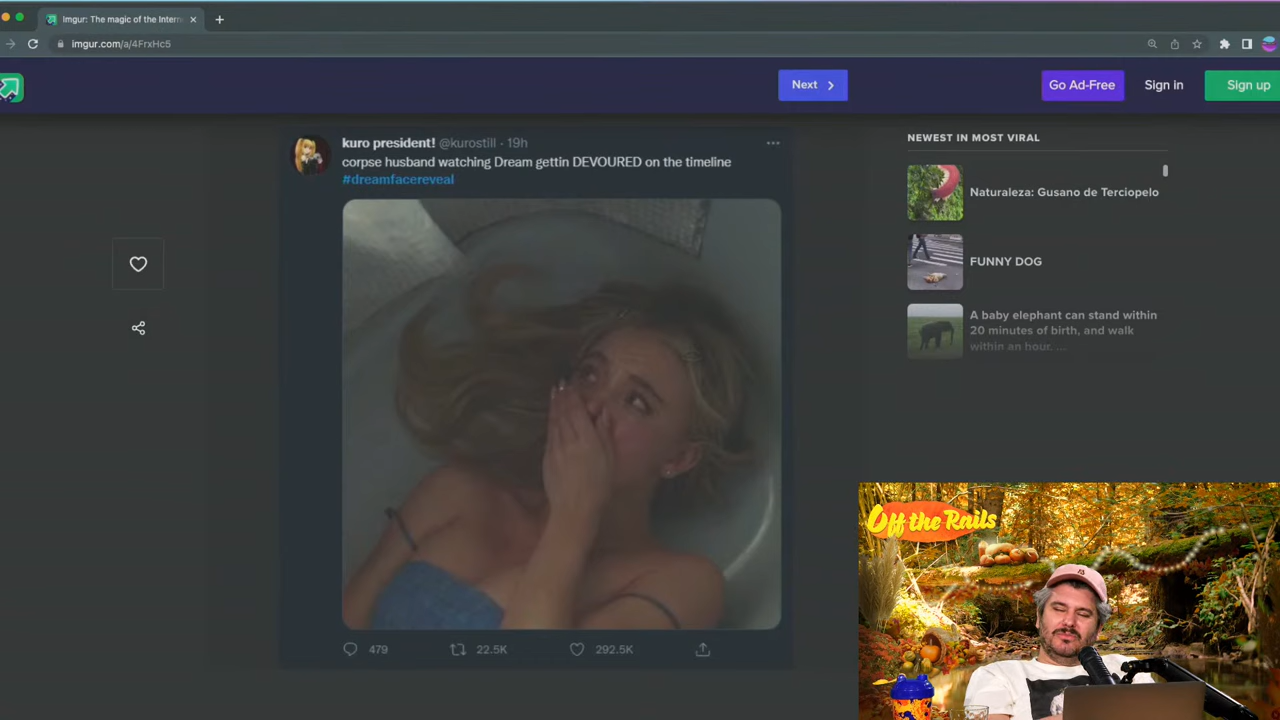 Imgur: The magic of the Intern
imgur.com/a/4FrxHc5
Next
Go Ad-Free
Sign in
Sign up
kuro president! @kurostill · 19h
corpse husband watching Dream gettin DEVOURED on the timeline
#dreamfacereveal
479
22.5K
292.5K
NEWEST IN MOST VIRAL
Naturaleza: Gusano de Terciopelo
FUNNY DOG
A baby elephant can stand within
20 minutes of birth, and walk
within an hour. ...
Off the Rails